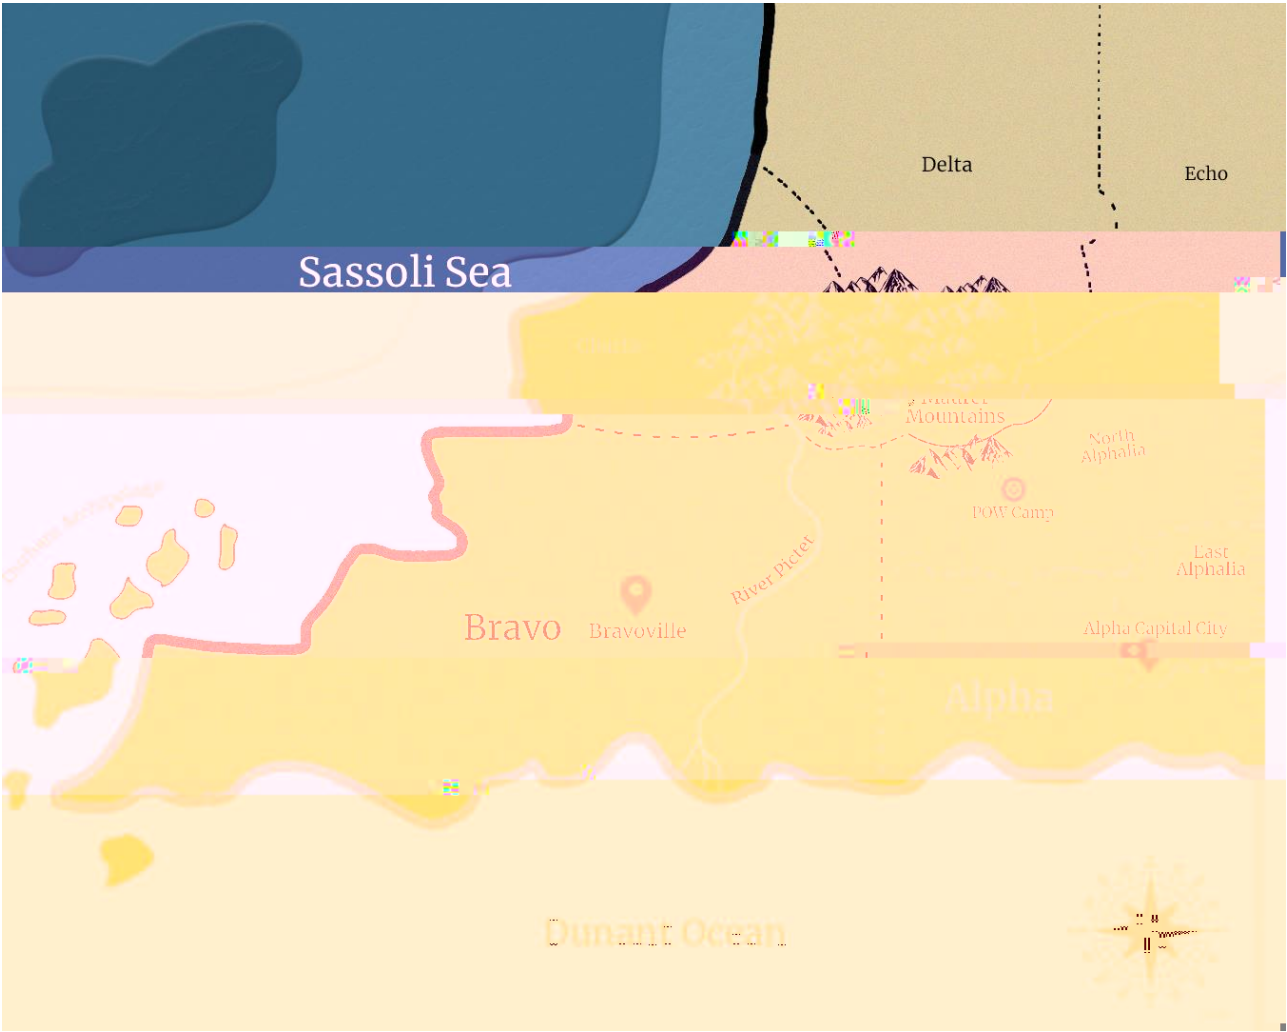 Delta
Echo
Sassoli Sea
Mountains
North
Alphalia
POW Camp
East
Alphalia
River Pictet
Bravo
Bravoville
Alpha Capital City
Alpha
Dunant Ocean